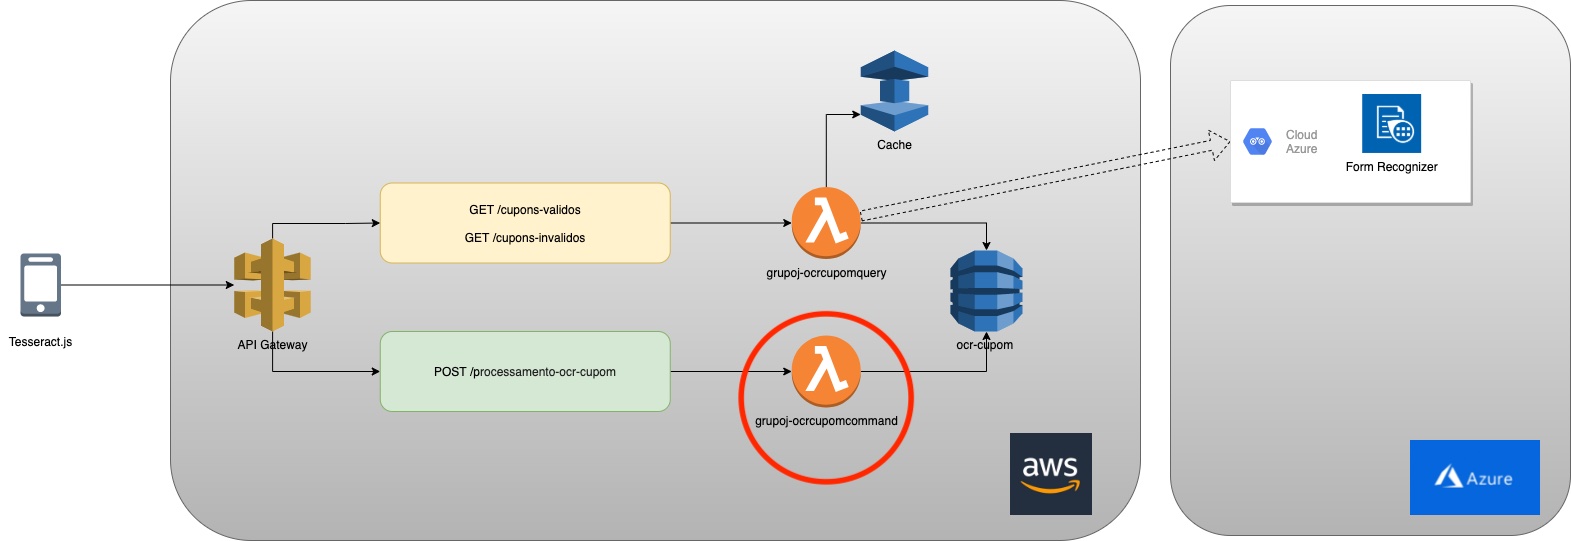 Cache
Cloud
Azure
Form Recognizer
GET /cupons-validos
GET /cupons-invalidos
grupoj-ocrcupomquery
Tesseract.js
API Gateway
ocr-cupom
POST /processamento-ocr-cupom
grupoj-ocrcupomcommand
aws
Azure